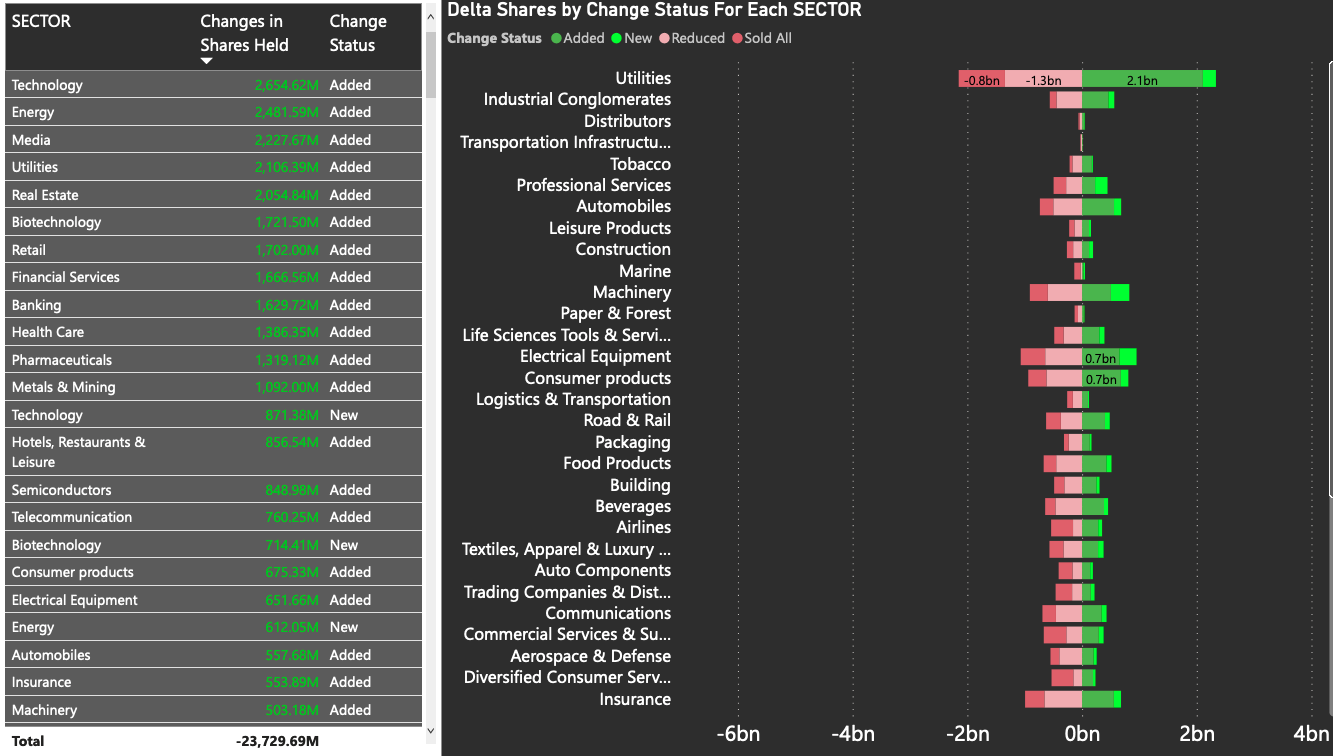 SECTOR Changes in Shares Held Change Status
Technology 2,654.62M Added
Energy 2,481.59M Added
Media 2,227.67M Added
Utilities 2,106.39M Added
Real Estate 2,054.84M Added
Biotechnology 1,721.50M Added
Retail 1,702.00M Added
Financial Services 1,666.56M Added
Banking 1,629.72M Added
Health Care 1,386.35M Added
Pharmaceuticals 1,319.12M Added
Metals & Mining 1,092.00M Added
Technology 871.38M New
Hotels, Restaurants & 856.54M Added
Leisure
Semiconductors 848.98M Added
Telecommunication 760.25M Added
Biotechnology 714.41M New
Consumer products 675.33M Added
Electrical Equipment 651.66M Added
Energy 612.05M New
Automobiles 557.68M Added
Insurance 553.89M Added
Machinery 503.18M Added
Total -23,729.69M
Delta Shares by Change Status For Each SECTOR
Change Status Added New Reduced Sold All
Utilities -0.8bn -1.3bn 2.1bn
Industrial Conglomerates
Distributors
Transportation Infrastructu...
Tobacco
Professional Services
Automobiles
Leisure Products
Construction
Marine
Machinery
Paper & Forest
Life Sciences Tools & Servi...
Electrical Equipment 0.7bn
Consumer products 0.7bn
Logistics & Transportation
Road & Rail
Packaging
Food Products
Building
Beverages
Airlines
Textiles, Apparel & Luxury ...
Auto Components
Trading Companies & Dist...
Communications
Commercial Services & Su...
Aerospace & Defense
Diversified Consumer Serv...
Insurance
-6bn -4bn -2bn 0bn 2bn 4bn